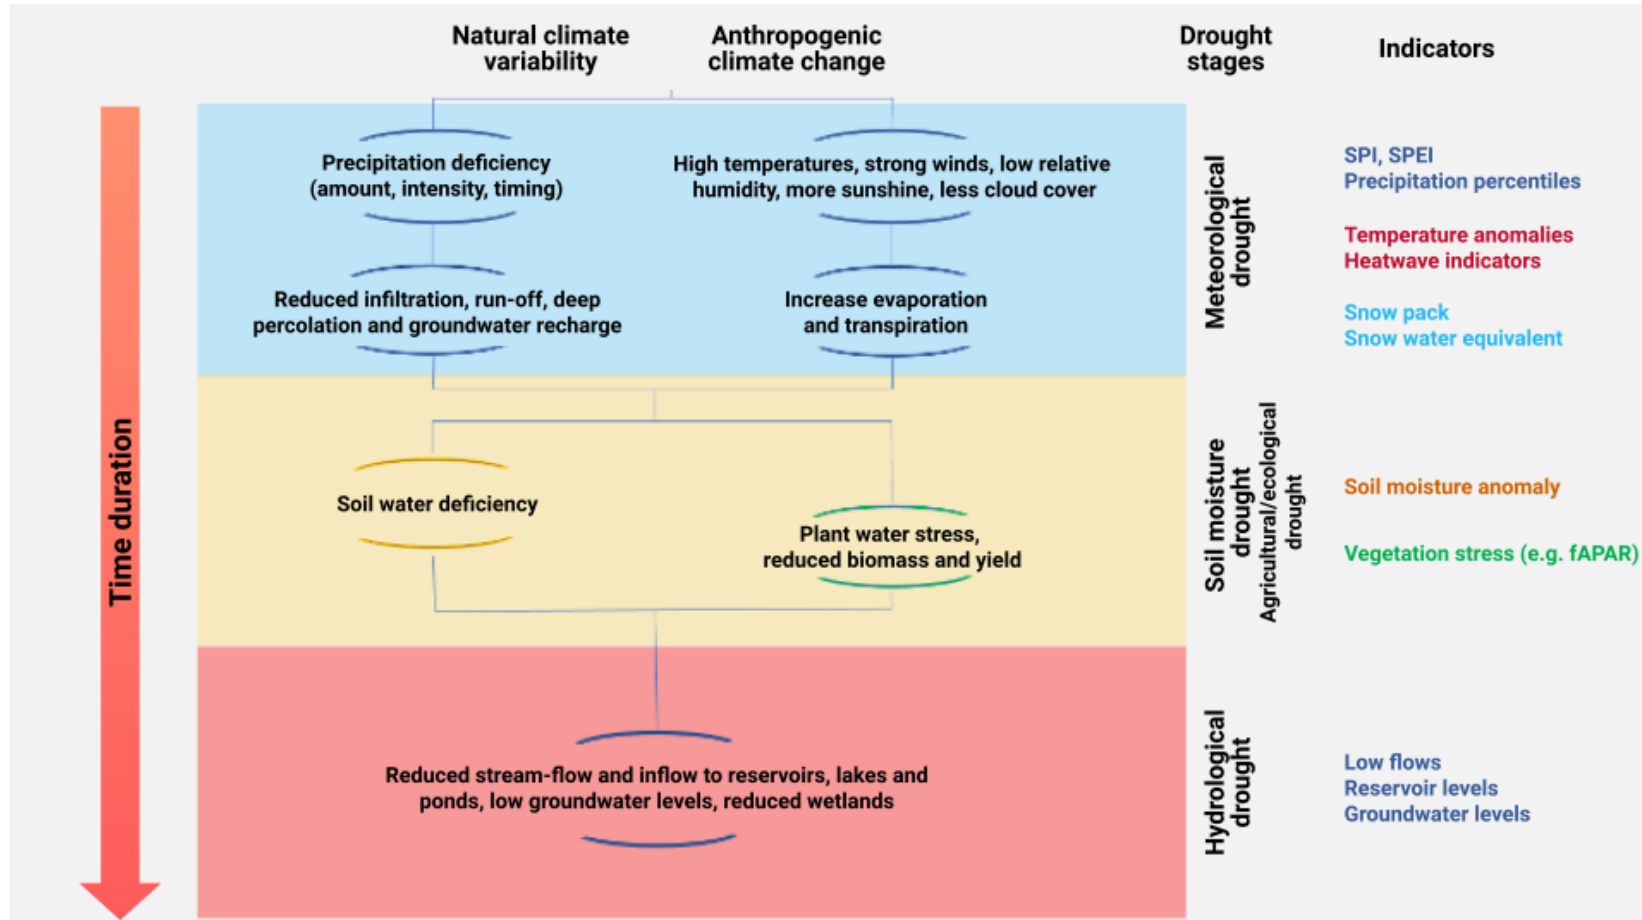 Natural climate
variability
Anthropogenic
climate change
Drought
stages
Indicators
Time duration
Precipitation deficiency
(amount, intensity, timing)
High temperatures, strong winds, low relative
humidity, more sunshine, less cloud cover
Reduced infiltration, run-off, deep
percolation and groundwater recharge
Increase evaporation
and transpiration
Meteorological
drought
SPI, SPEI
Precipitation percentiles
Temperature anomalies
Heatwave indicators
Snow pack
Snow water equivalent
Soil water deficiency
Plant water stress,
reduced biomass and yield
Soil moisture
drought
Agricultural/ecological
drought
Soil moisture anomaly
Vegetation stress (e.g. fAPAR)
Reduced stream-flow and inflow to reservoirs, lakes and
ponds, low groundwater levels, reduced wetlands
Hydrological
drought
Low flows
Reservoir levels
Groundwater levels